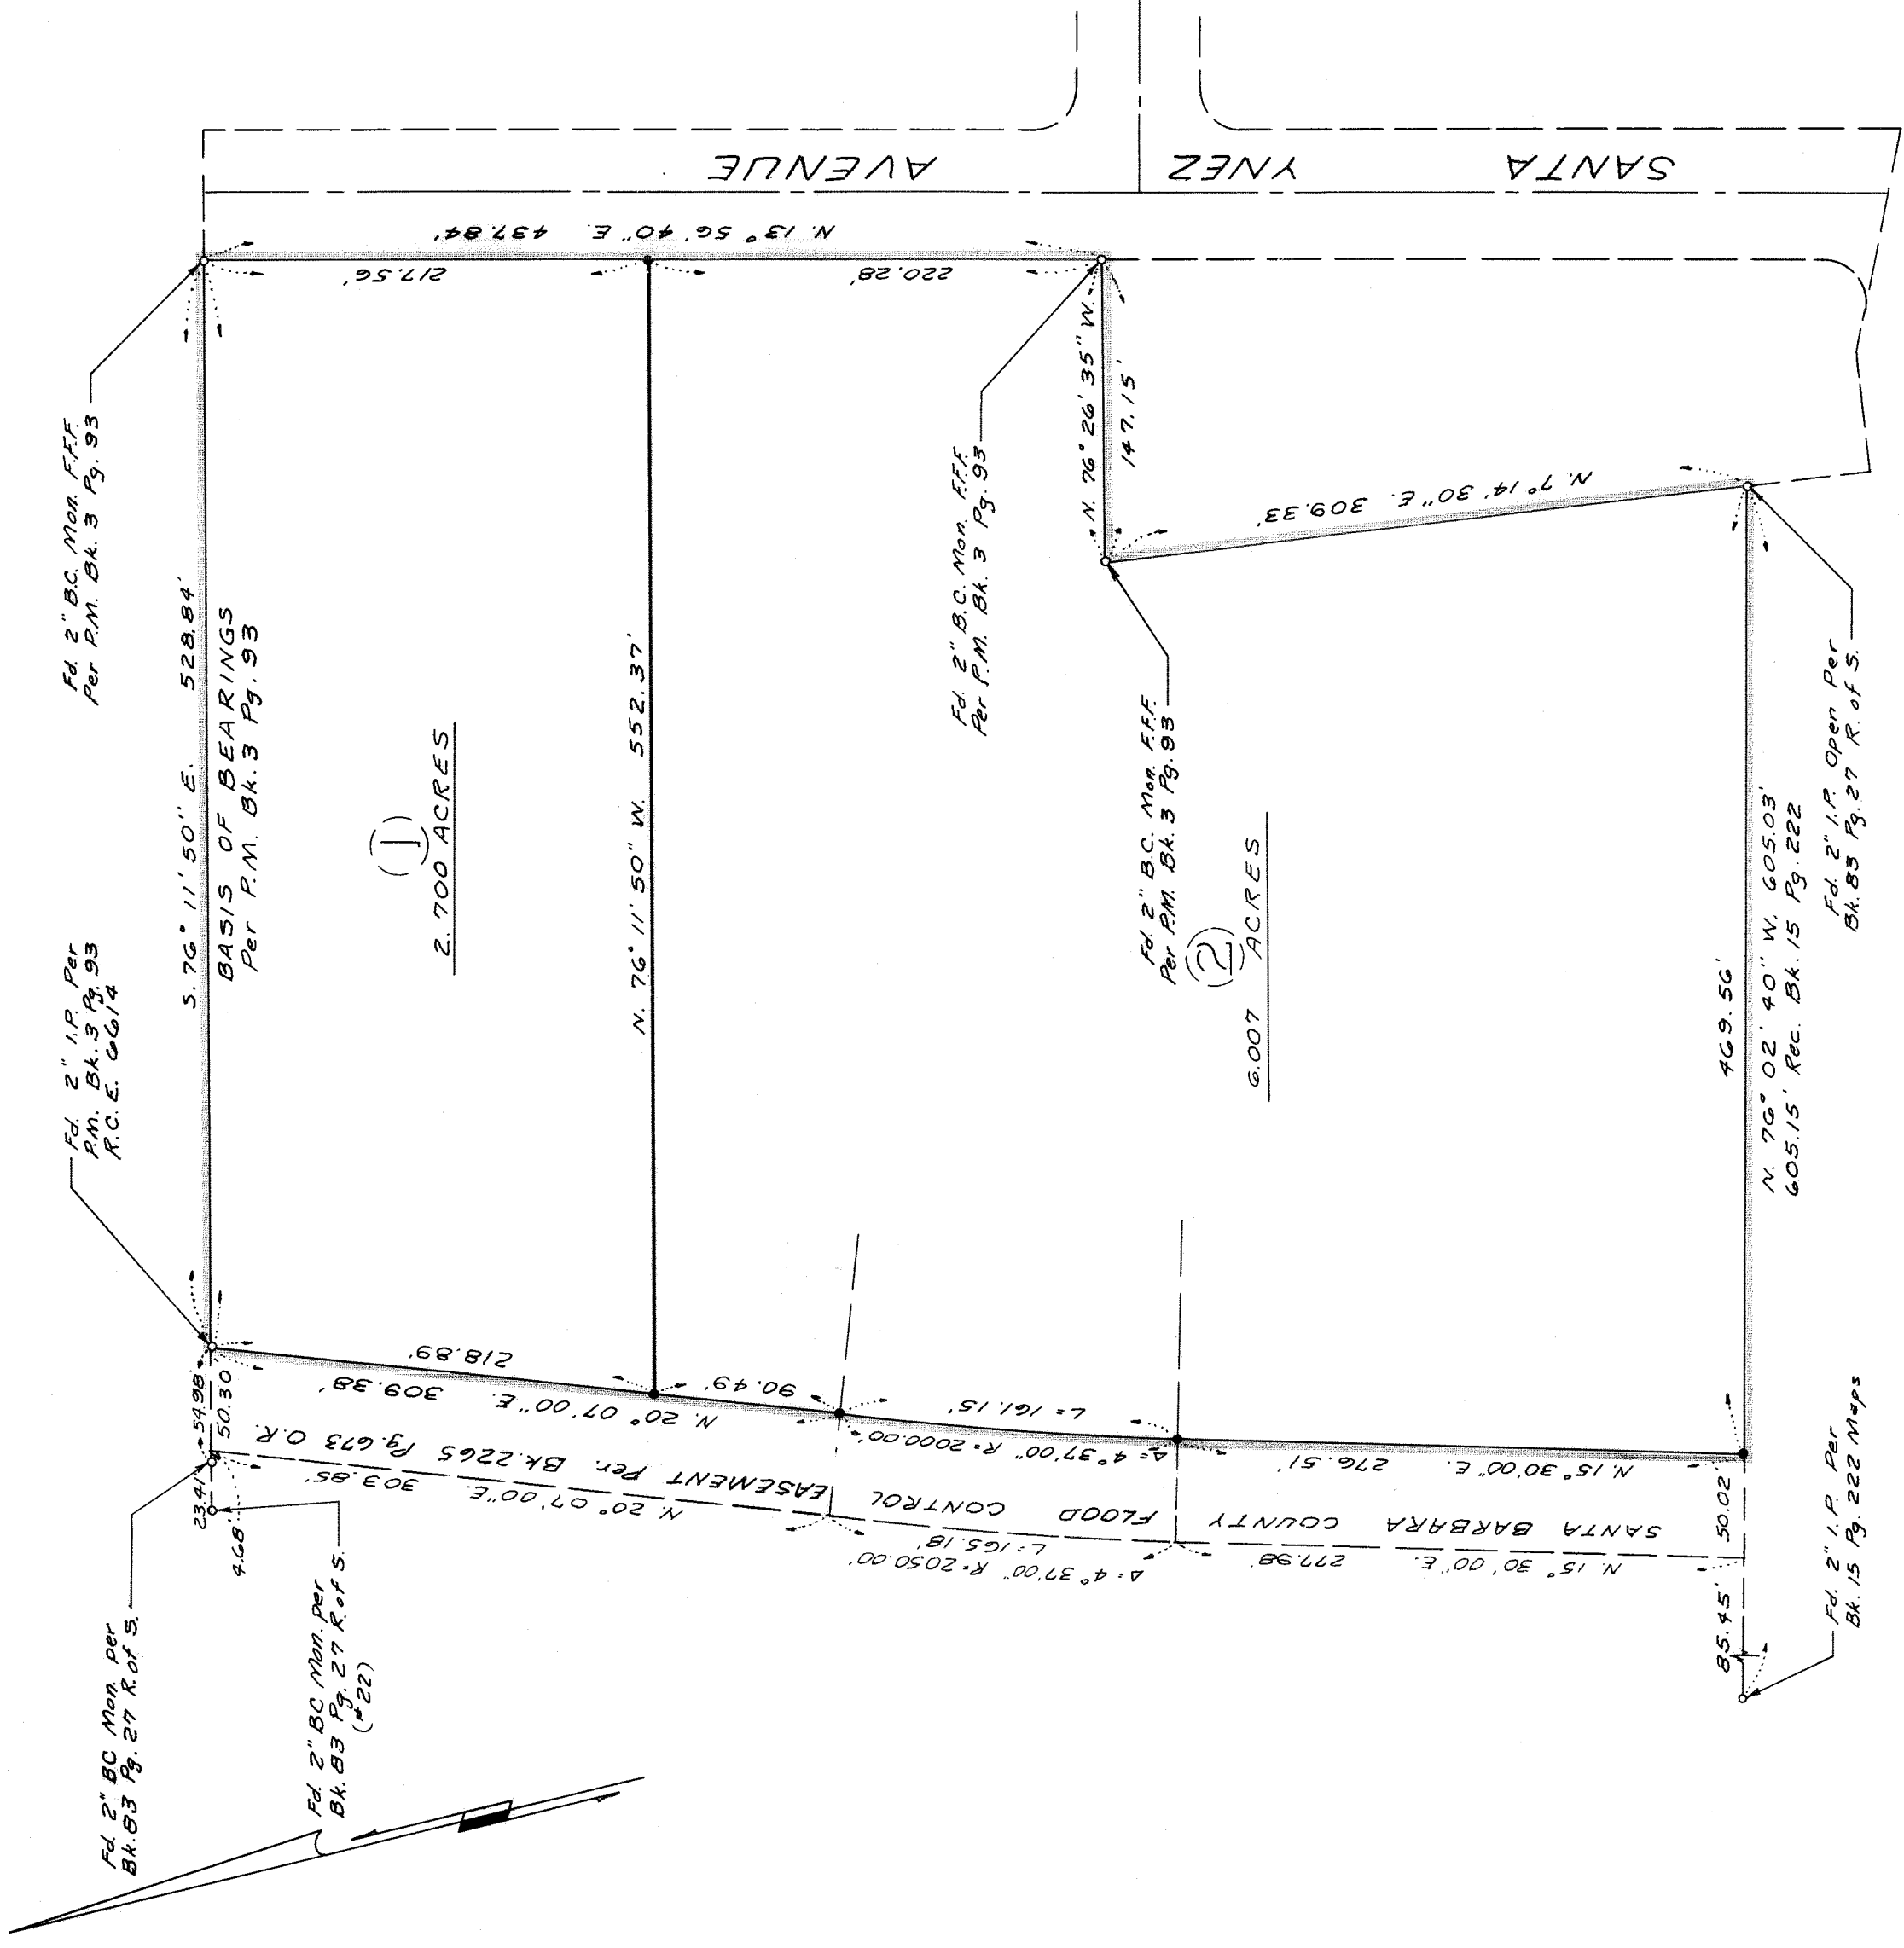 Fd. 2" B.C. Mon. F.F.F.
Per P.M. Bk. 3 Pg. 93
Fd. 2" I.P. Per
P.M. Bk. 3 Pg. 93
R.C.E. 6614
Fd. 2" BC Mon. per
Bk. 83 Pg. 27 R. of S.
Fd. 2" BC Mon. per
Bk. 83 Pg. 27 R. of S.
(#22)
S. 76° 11' 50" E. 528.84'
BASIS OF BEARINGS
Per P.M. Bk. 3 Pg. 93
(1)
2.700 ACRES
23.41'
54.98'
50.30'
4.68'
N. 76° 11' 50" W. 552.37'
SANTA YNEZ AVENUE
N. 13° 56' 40" E. 437.84'
217.56'
220.28'
Fd. 2" B.C. Mon. F.F.F.
Per P.M. Bk. 3 Pg. 93
N. 76° 26' 35" W.
147.15'
Fd. 2" B.C. Mon. F.F.F.
Per P.M. Bk. 3 Pg. 93
N. 7° 14' 30" E. 309.33'
(2)
6.007 ACRES
218.89'
N. 20° 07' 00" E. 309.38'
90.49'
L= 161.15'
Δ= 4° 37' 00" R= 2000.00'
N. 15° 30' 00" E. 276.51'
SANTA BARBARA COUNTY FLOOD CONTROL EASEMENT Per. Bk. 2265 Pg. 673 O.R.
N. 20° 07' 00" E. 303.85'
L= 165.18'
Δ= 4° 37' 00" R= 2050.00'
N. 15° 30' 00" E. 277.98'
469.56'
N. 76° 02' 40" W. 605.03'
605.15' Rec. Bk. 15 Pg. 222
50.02'
85.45'
Fd. 2" I.P. Open Per
Bk. 83 Pg. 27 R. of S.
Fd. 2" I.P. Per
Bk. 15 Pg. 222 Maps